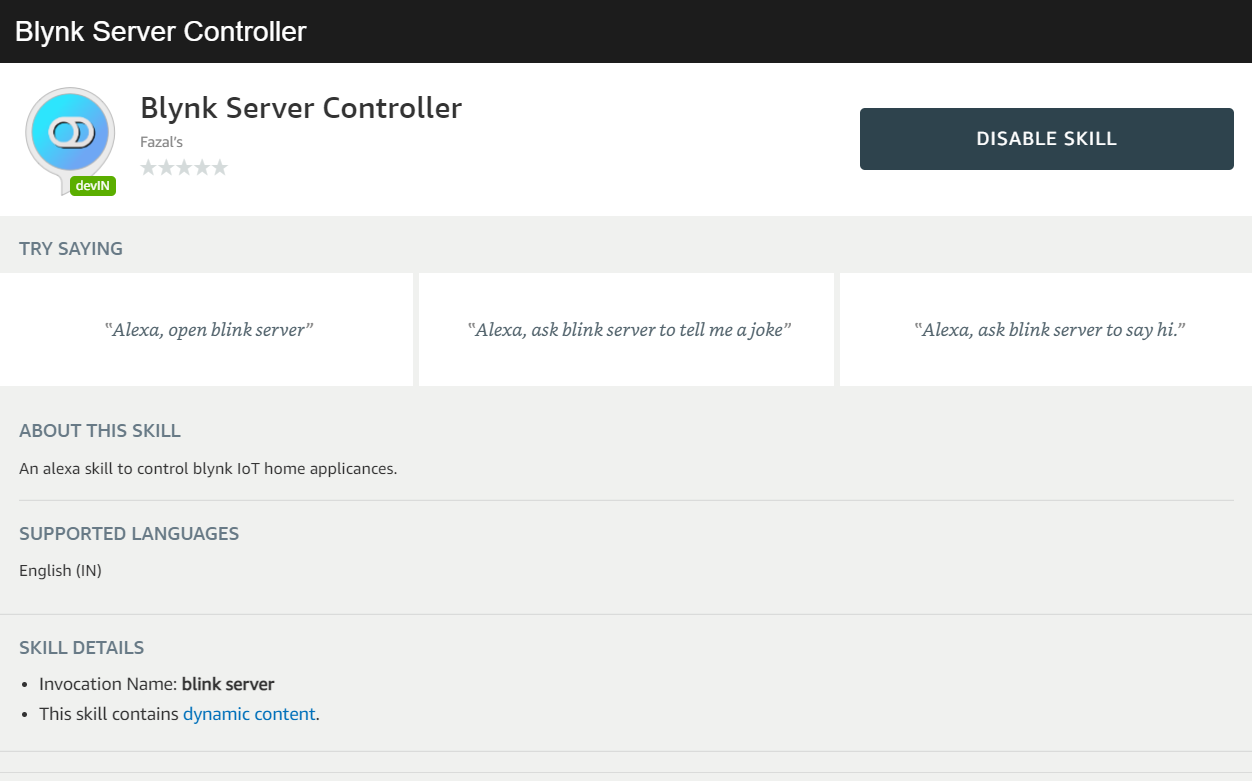 Blynk Server Controller
Blynk Server Controller
Fazal's
DISABLE SKILL
devIN
TRY SAYING
"Alexa, open blink server"
"Alexa, ask blink server to tell me a joke"
"Alexa, ask blink server to say hi."
ABOUT THIS SKILL
An alexa skill to control blynk IoT home applicances.
SUPPORTED LANGUAGES
English (IN)
SKILL DETAILS
• Invocation Name: blink server
• This skill contains dynamic content.